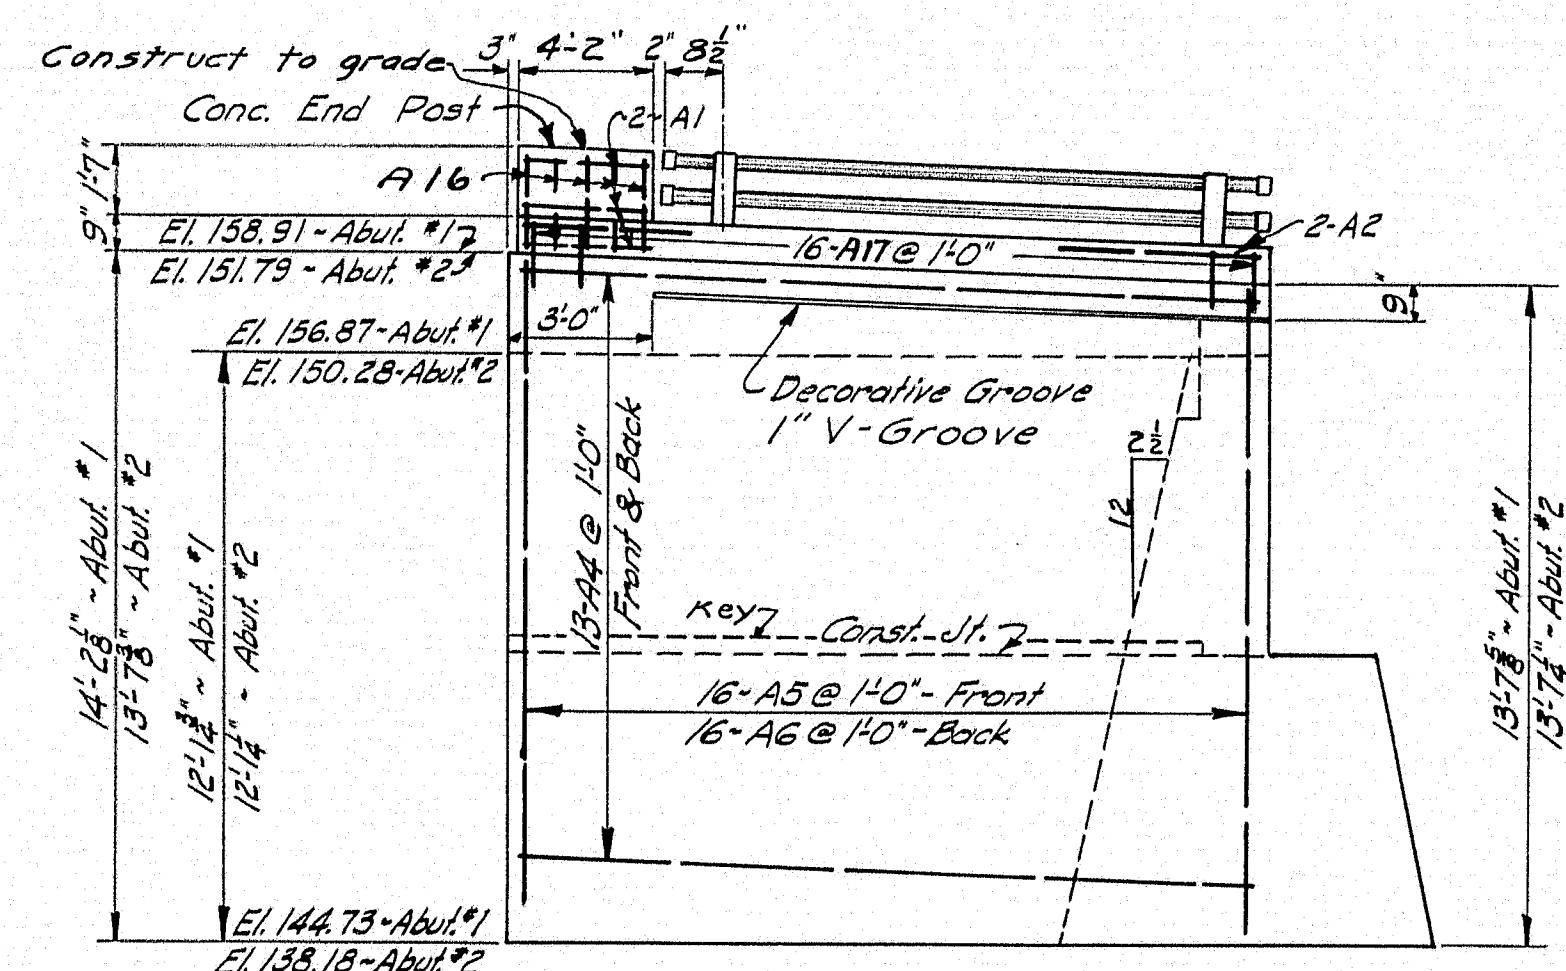 3" 4'-2" 2" 8½"
Construct to grade
Conc. End Post
2-A1
A16
1'-7"
9"
El. 158.91 ~ Abut. #1
El. 151.79 ~ Abut. #2
16-A17 @ 1'-0"
2-A2
9"
3'-0"
El. 156.87 - Abut. #1
El. 150.28 - Abut. #2
Decorative Groove
1" V-Groove
2½
12
13-A4 @ 1'-0"
Front & Back
14'-2⅛" ~ Abut. #1
13'-7⅜" ~ Abut. #2
12'-1¾" ~ Abut. #1
12'-1¼" ~ Abut. #2
Key
Const. Jt.
16-A5 @ 1'-0" - Front
16-A6 @ 1'-0" - Back
13'-7⅝" ~ Abut. #1
13'-7¼" ~ Abut. #2
El. 144.73 ~ Abut. #1
El. 138.18 ~ Abut. #2